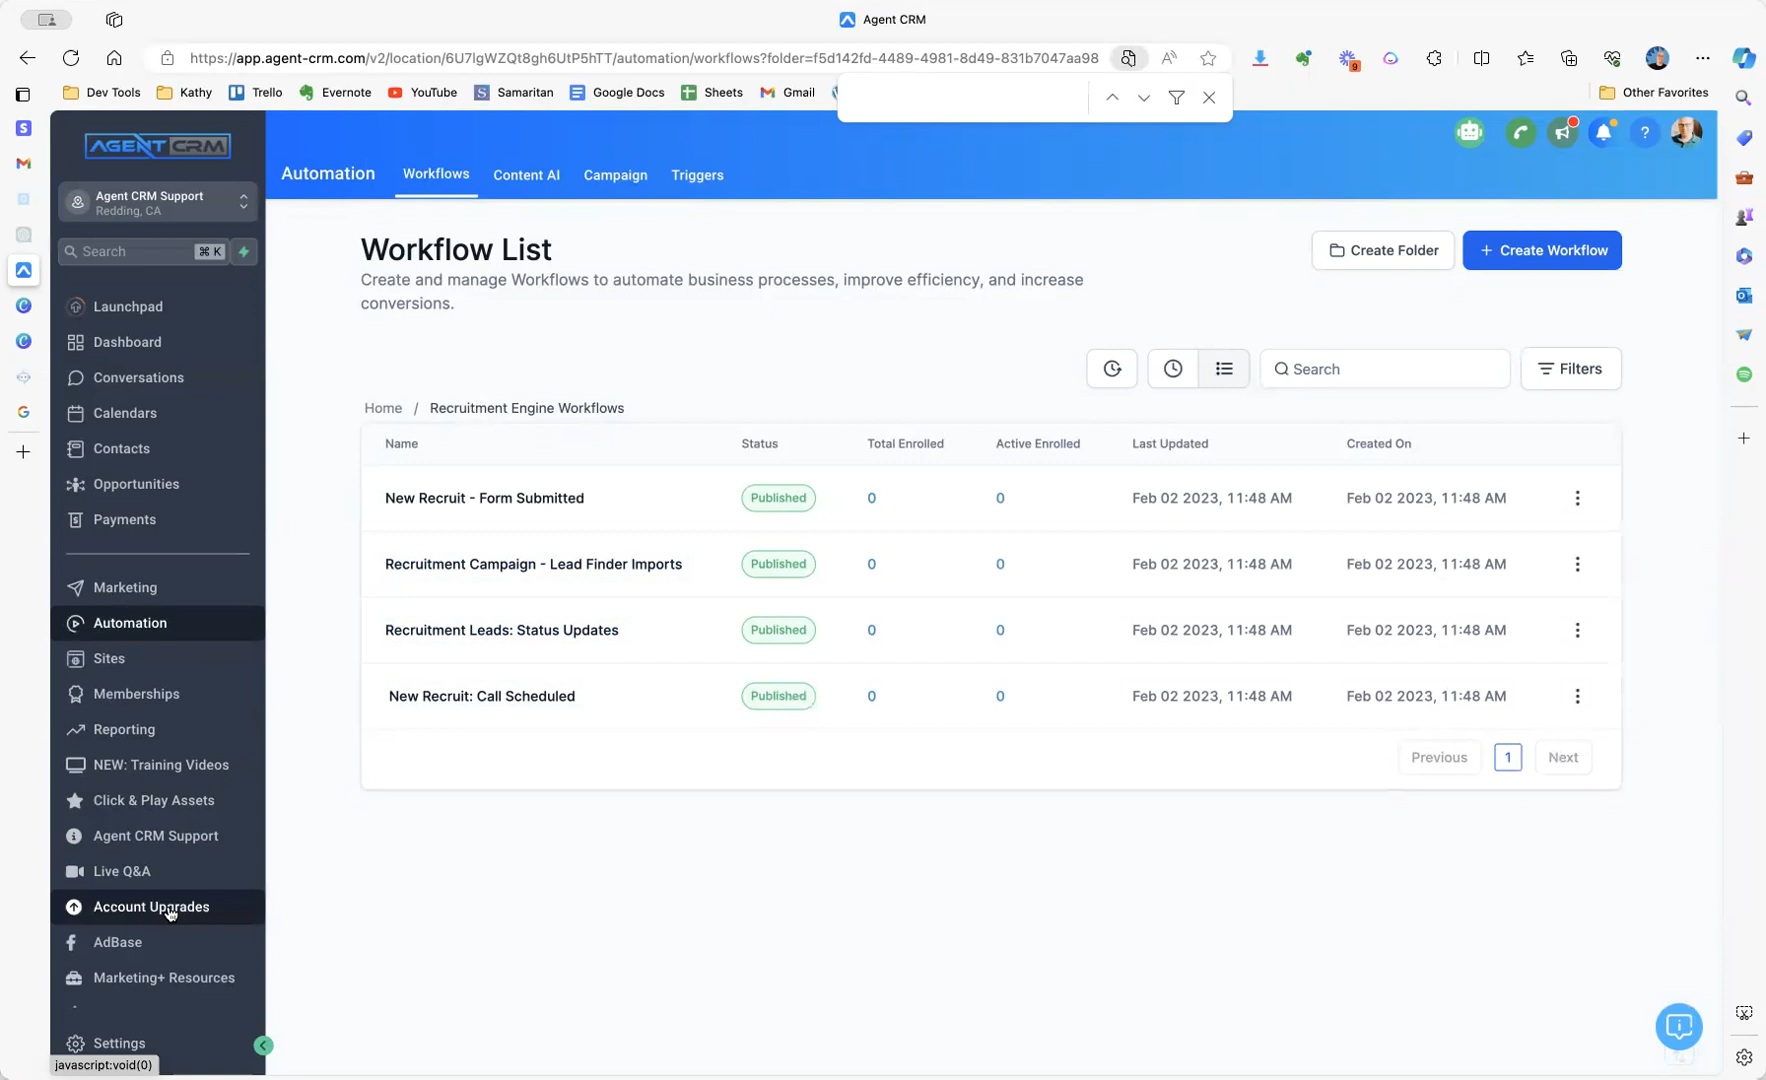 Agent CRM
https://app.agent-crm.com/v2/location/6U7lgWZQt8gh6UtP5hTT/automation/workflows?folder=f5d142fd-4489-4981-8d49-831b7047aa98
Dev Tools Kathy Trello Evernote YouTube Samaritan Google Docs Sheets Gmail Other Favorites
9
AGENT CRM
Agent CRM Support
Redding, CA
Search ⌘ K
Launchpad
Dashboard
Conversations
Calendars
Contacts
Opportunities
Payments
Marketing
Automation
Sites
Memberships
Reporting
NEW: Training Videos
Click & Play Assets
Agent CRM Support
Live Q&A
Account Upgrades
AdBase
Marketing+ Resources
Settings
javascript:void(0)
Automation Workflows Content AI Campaign Triggers
Workflow List
Create Folder
+ Create Workflow
Create and manage Workflows to automate business processes, improve efficiency, and increase
conversions.
Search
Filters
Home / Recruitment Engine Workflows
Name Status Total Enrolled Active Enrolled Last Updated Created On
New Recruit - Form Submitted Published 0 0 Feb 02 2023, 11:48 AM Feb 02 2023, 11:48 AM
Recruitment Campaign - Lead Finder Imports Published 0 0 Feb 02 2023, 11:48 AM Feb 02 2023, 11:48 AM
Recruitment Leads: Status Updates Published 0 0 Feb 02 2023, 11:48 AM Feb 02 2023, 11:48 AM
New Recruit: Call Scheduled Published 0 0 Feb 02 2023, 11:48 AM Feb 02 2023, 11:48 AM
Previous 1 Next